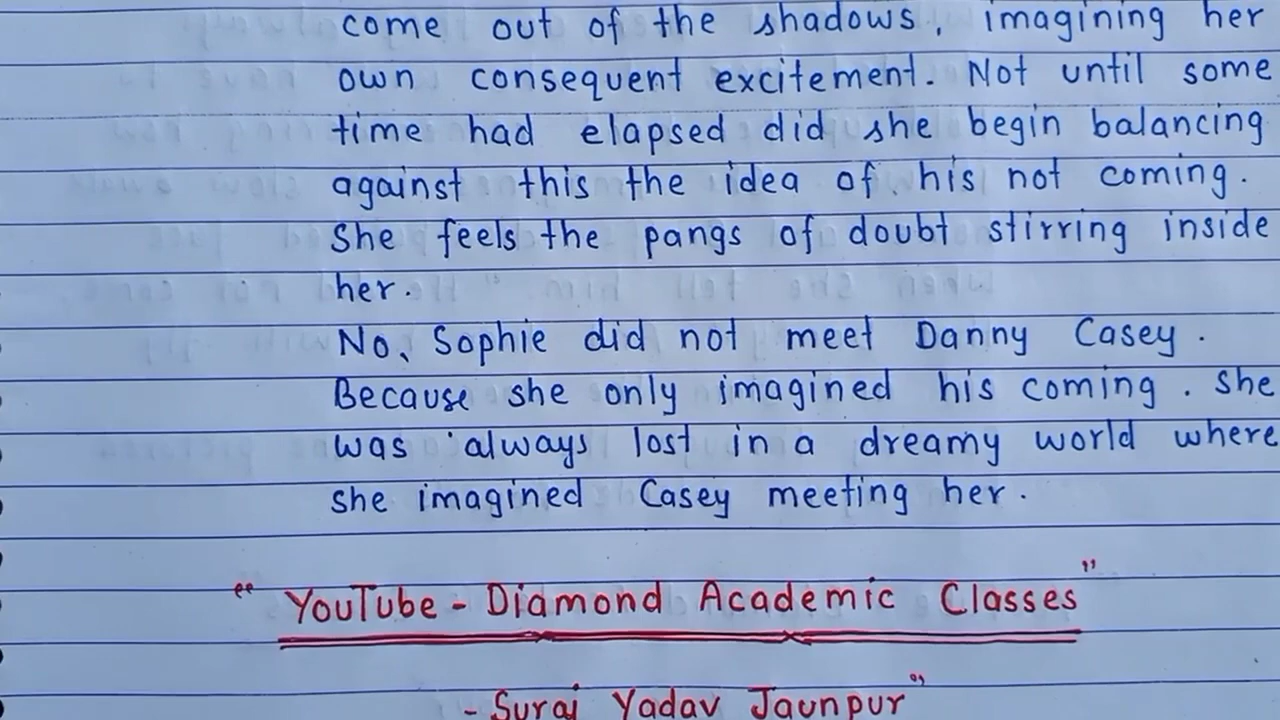 come out of the shadows, imagining her
own consequent excitement. Not until some
time had elapsed did she begin balancing
against this the idea of his not coming.
She feels the pangs of doubt stirring inside
her.
No, Sophie did not meet Danny Casey.
Because she only imagined his coming. She
was always lost in a dreamy world where
she imagined Casey meeting her.
"YouTube - Diamond Academic Classes"
- Suraj Yadav Jaunpur"